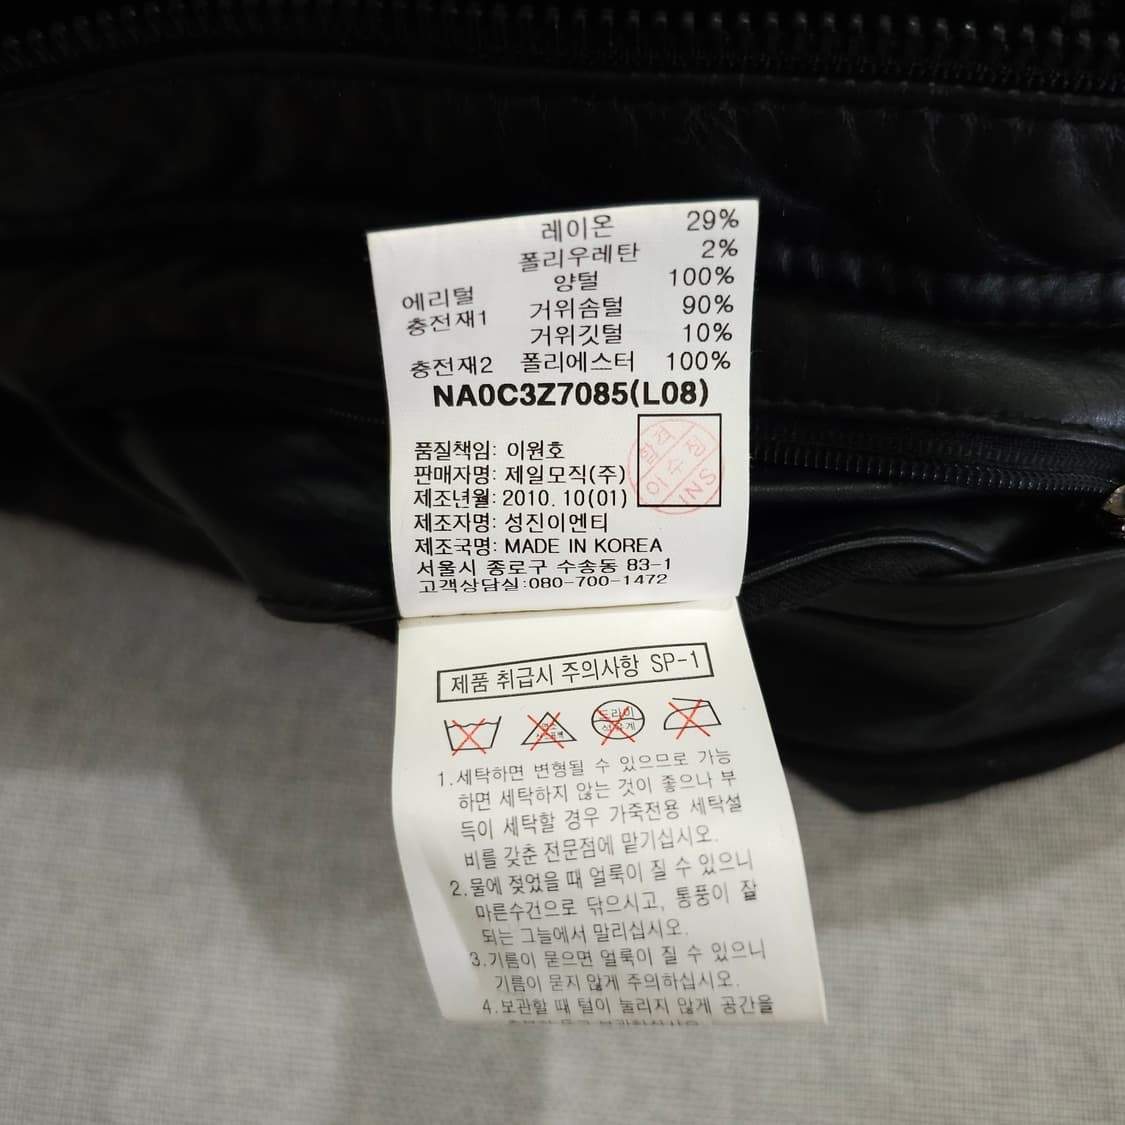 레이온 29%
폴리우레탄 2%
에리털 양털 100%
충전재1 거위솜털 90%
거위깃털 10%
충전재2 폴리에스터 100%
NA0C3Z7085(L08)
품질책임: 이원호
판매자명: 제일모직(주)
제조년월: 2010. 10(01)
제조자명: 성진이엔티
제조국명: MADE IN KOREA
서울시 종로구 수송동 83-1
고객상담실:080-700-1472
합격
이수정
INS
제품 취급시 주의사항 SP-1
드라이
석유계
1.세탁하면 변형될 수 있으므로 가능
하면 세탁하지 않는 것이 좋으나 부
득이 세탁할 경우 가죽전용 세탁설
비를 갖춘 전문점에 맡기십시오.
2.물에 젖었을 때 얼룩이 질 수 있으니
마른수건으로 닦으시고, 통풍이 잘
되는 그늘에서 말리십시오.
3.기름이 묻으면 얼룩이 질 수 있으니
기름이 묻지 않게 주의하십시오.
4.보관할 때 털이 눌리지 않게 공간을